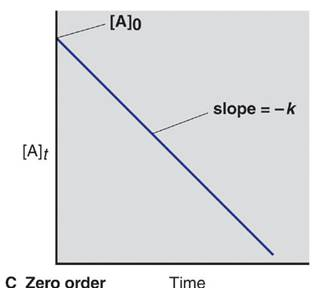 [A]0
slope = –k
[A]t
C Zero order
Time